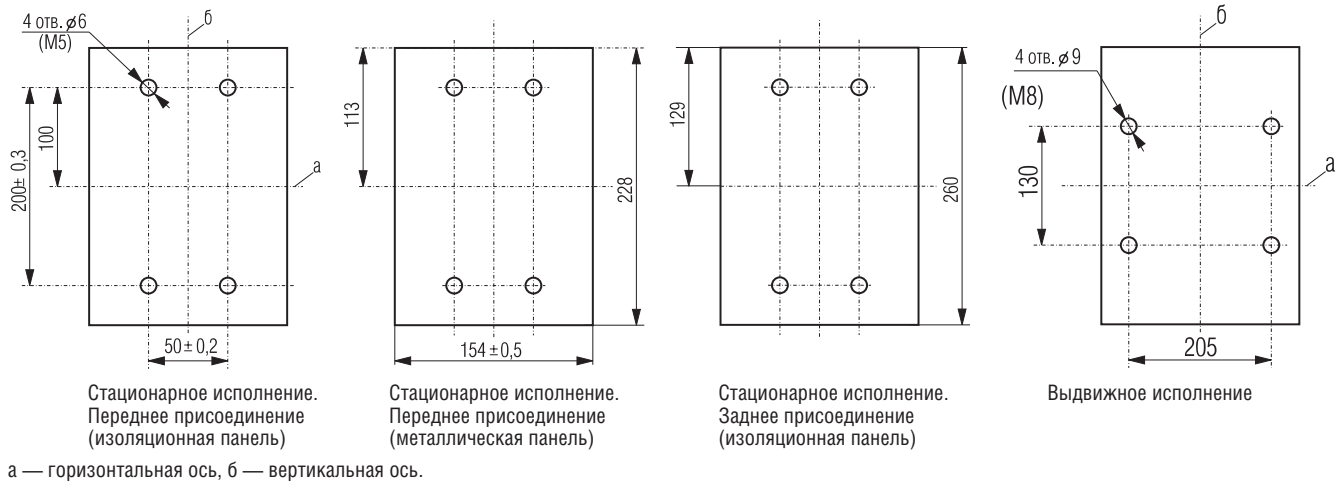 4 отв. ⌀6
(М5)
б
100
200± 0,3
а
50± 0,2
Стационарное исполнение.
Переднее присоединение
(изоляционная панель)
113
228
154±0,5
Стационарное исполнение.
Переднее присоединение
(металлическая панель)
129
260
Стационарное исполнение.
Заднее присоединение
(изоляционная панель)
б
4 отв. ⌀9
(М8)
130
а
205
Выдвижное исполнение
а — горизонтальная ось, б — вертикальная ось.